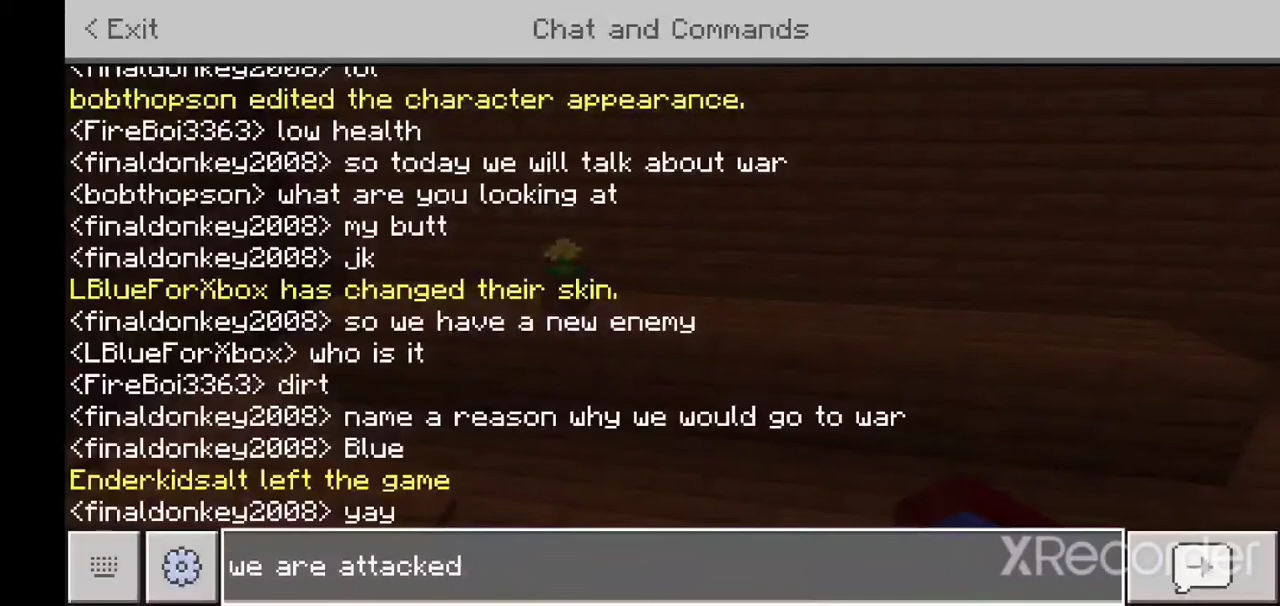 < Exit
Chat and Commands
<finaldonkey2008> lol
bobthopson edited the character appearance.
<FireBoi3363> low health
<finaldonkey2008> so today we will talk about war
<bobthopson> what are you looking at
<finaldonkey2008> my butt
<finaldonkey2008> jk
LBlueForXbox has changed their skin.
<finaldonkey2008> so we have a new enemy
<LBlueForXbox> who is it
<FireBoi3363> dirt
<finaldonkey2008> name a reason why we would go to war
<finaldonkey2008> Blue
Enderkidsalt left the game
<finaldonkey2008> yay
we are attacked
XRecorder